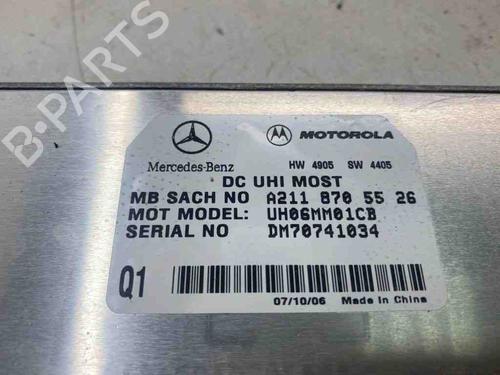 B-PARTS
MOTOROLA
Mercedes-Benz
HW 4905 SW 4405
DC UHI MOST
MB SACH NO A211 870 55 26
MOT MODEL: UH06MM01CB
SERIAL NO DM70741034
Q1
07/10/06 Made in China